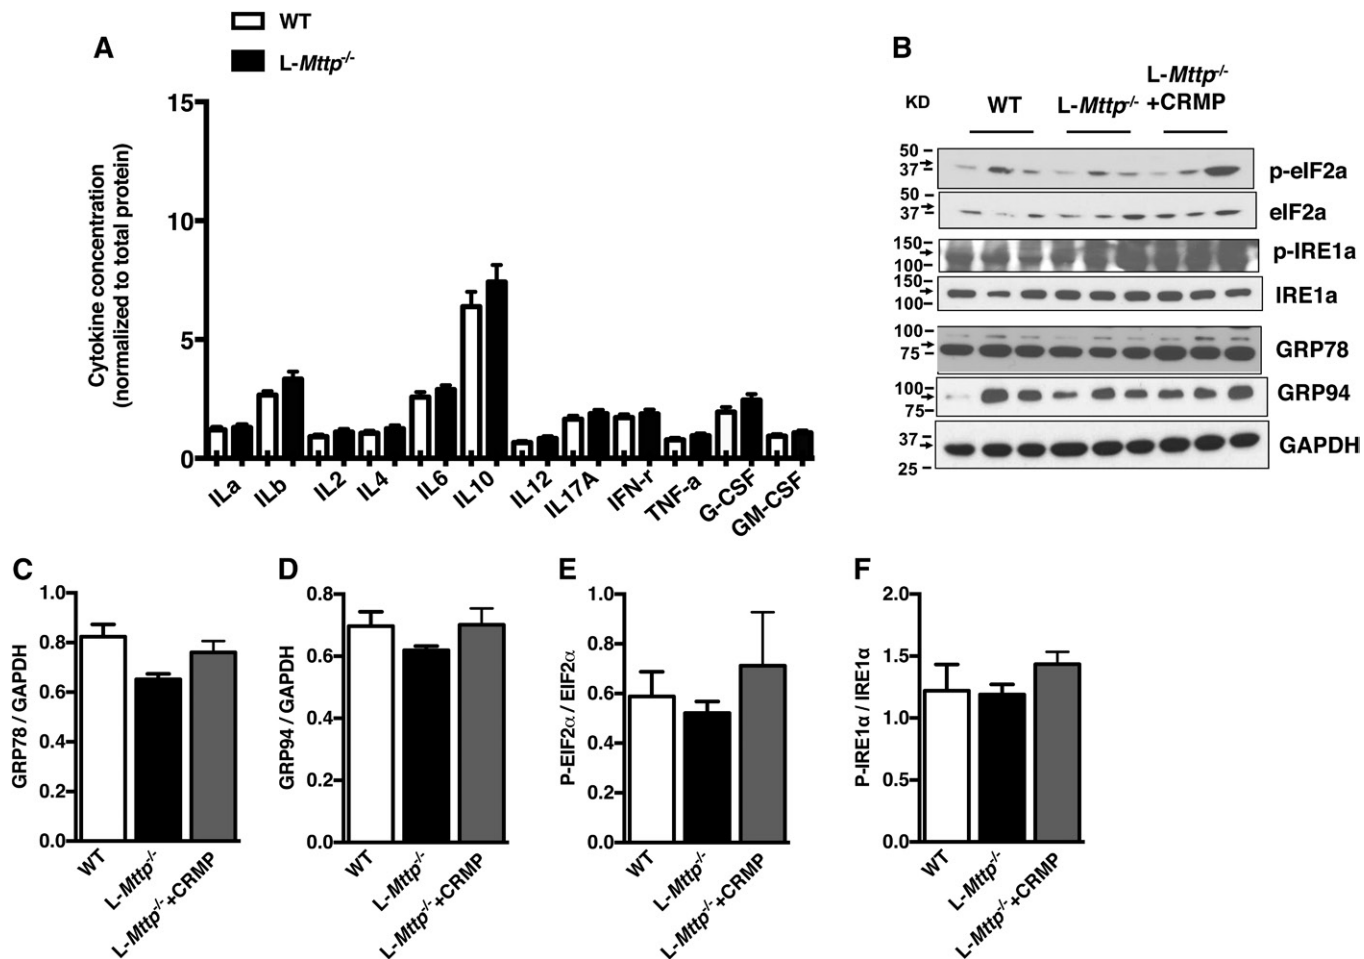 WT
L-Mttp-/-
A
15
10
5
0
Cytokine concentration
(normalized to total protein)
ILa
ILb
IL2
IL4
IL6
IL10
IL12
IL17A
IFN-r
TNF-a
G-CSF
GM-CSF
B
KD
WT
L-Mttp-/-
L-Mttp-/-
+CRMP
50
37
p-eIF2a
50
37
eIF2a
150
100
p-IRE1a
150
100
IRE1a
100
75
GRP78
100
75
GRP94
37
25
GAPDH
C
GRP78 / GAPDH
1.0
0.8
0.6
0.4
0.2
0.0
WT
L-Mttp-/-
L-Mttp-/-+CRMP
D
GRP94 / GAPDH
0.8
0.6
0.4
0.2
0.0
WT
L-Mttp-/-
L-Mttp-/-+CRMP
E
P-EIF2α / EIF2α
1.0
0.8
0.6
0.4
0.2
0.0
WT
L-Mttp-/-
L-Mttp-/-+CRMP
F
P-IRE1α / IRE1α
2.0
1.5
1.0
0.5
0.0
WT
L-Mttp-/-
L-Mttp-/-+CRMP